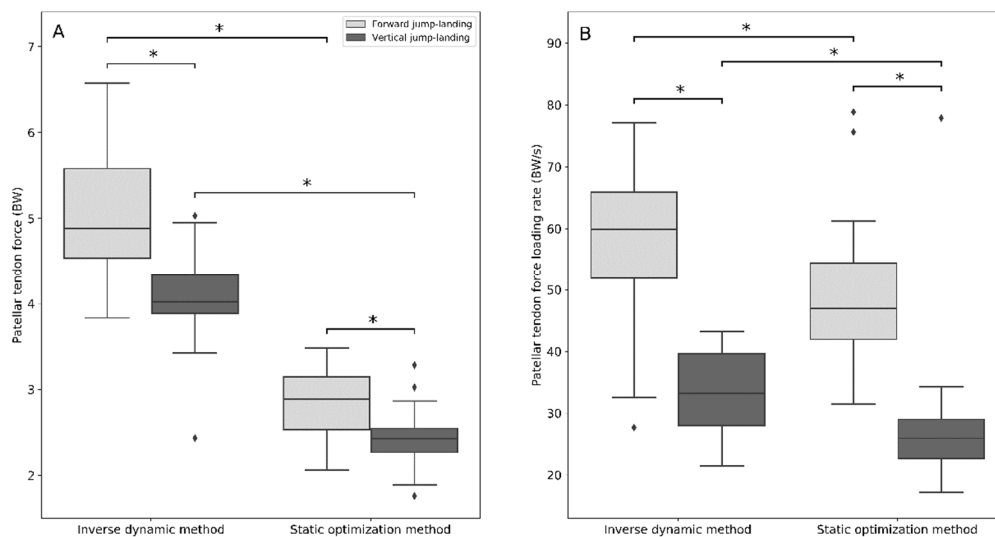 A
Forward jump-landing
Vertical jump-landing
*
*
*
*
Patellar tendon force (BW)
7
6
5
4
3
2
Inverse dynamic method
Static optimization method
B
*
*
*
*
Patellar tendon force loading rate (BW/s)
90
80
70
60
50
40
30
20
Inverse dynamic method
Static optimization method